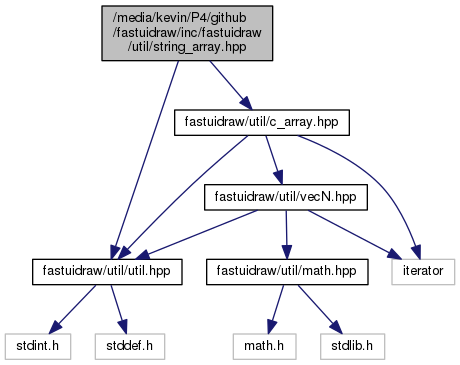 /media/kevin/P4/github
/fastuidraw/inc/fastuidraw
/util/string_array.hpp
fastuidraw/util/c_array.hpp
fastuidraw/util/vecN.hpp
fastuidraw/util/util.hpp
fastuidraw/util/math.hpp
iterator
stdint.h
stddef.h
math.h
stdlib.h